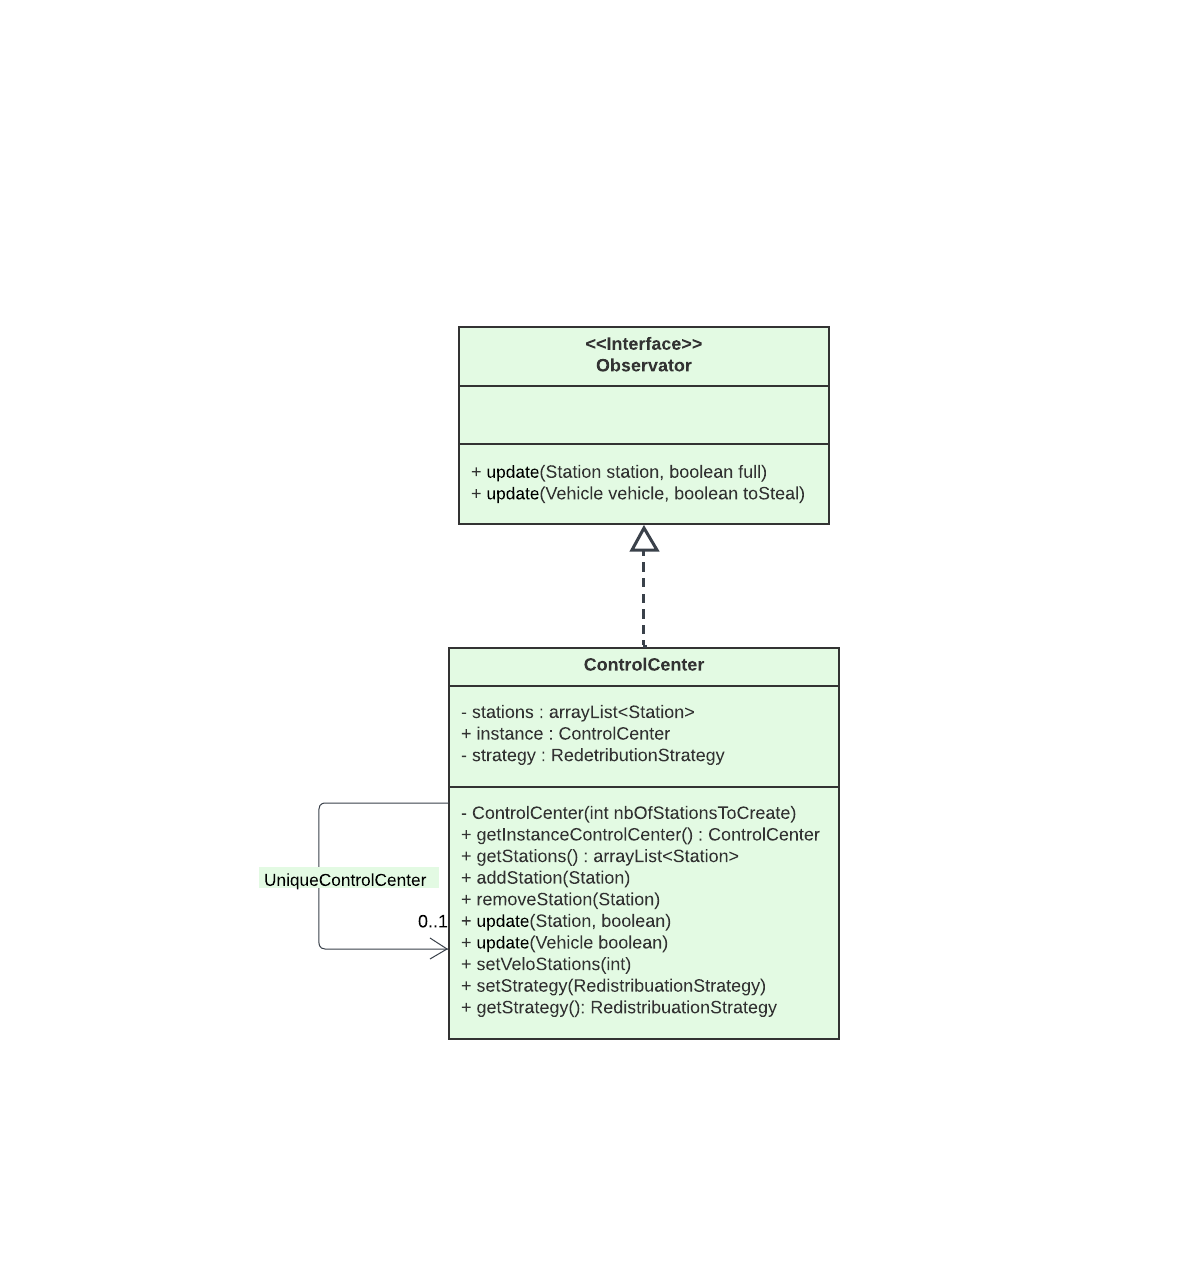 <<Interface>>
Observator
+ update(Station station, boolean full)
+ update(Vehicle vehicle, boolean toSteal)
ControlCenter
- stations : arrayList<Station>
+ instance : ControlCenter
- strategy : RedetributionStrategy
- ControlCenter(int nbOfStationsToCreate)
+ getInstanceControlCenter() : ControlCenter
+ getStations() : arrayList<Station>
+ addStation(Station)
+ removeStation(Station)
+ update(Station, boolean)
+ update(Vehicle boolean)
+ setVeloStations(int)
+ setStrategy(RedistribuationStrategy)
+ getStrategy(): RedistribuationStrategy
UniqueControlCenter
0..1